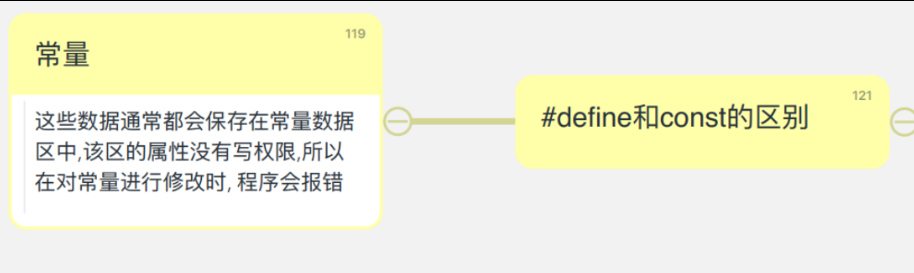 常量
119
这些数据通常都会保存在常量数据
区中,该区的属性没有写权限,所以
在对常量进行修改时, 程序会报错
121
#define和const的区别